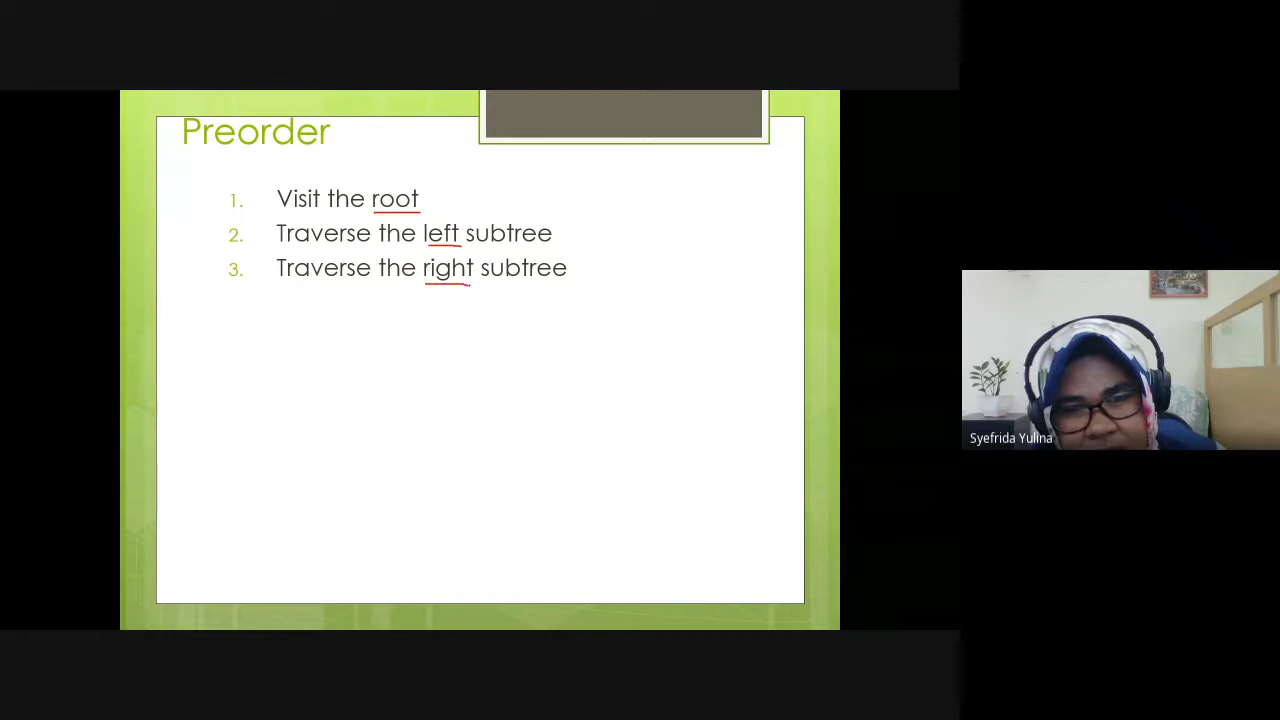 Preorder
1. Visit the root
2. Traverse the left subtree
3. Traverse the right subtree
Syefrida Yulina